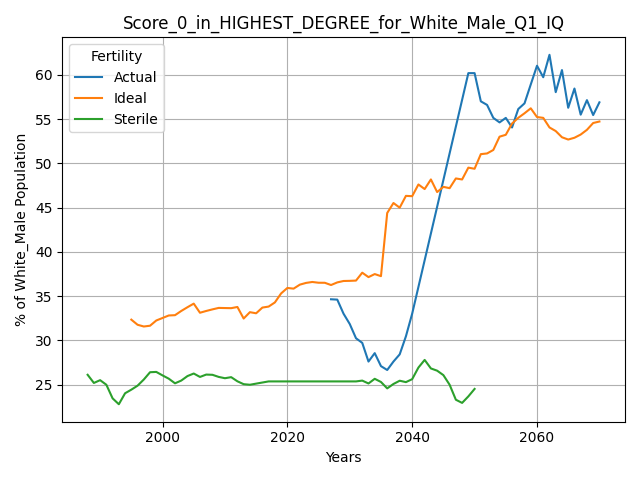 Score_0_in_HIGHEST_DEGREE_for_White_Male_Q1_IQ
Fertility
Actual
Ideal
Sterile
% of White_Male Population
60
55
50
45
40
35
30
25
2000
2020
2040
2060
Years